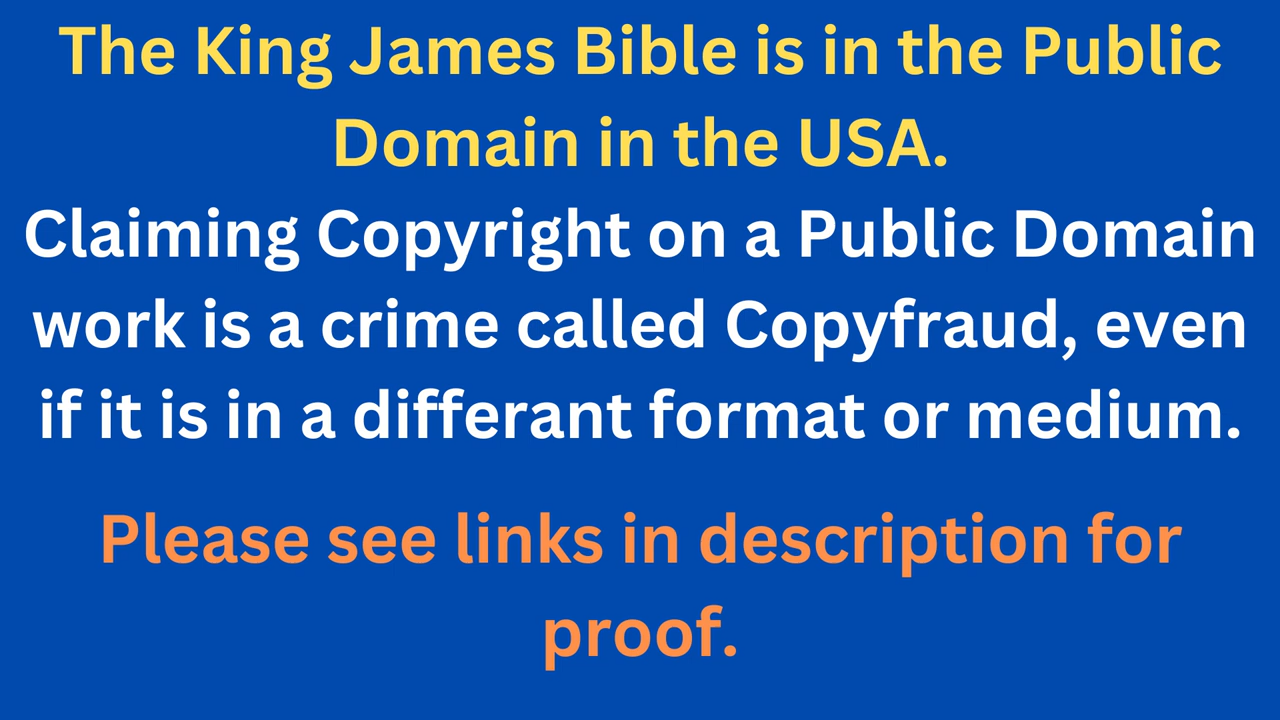 The King James Bible is in the Public
Domain in the USA.
Claiming Copyright on a Public Domain
work is a crime called Copyfraud, even
if it is in a differant format or medium.
Please see links in description for
proof.